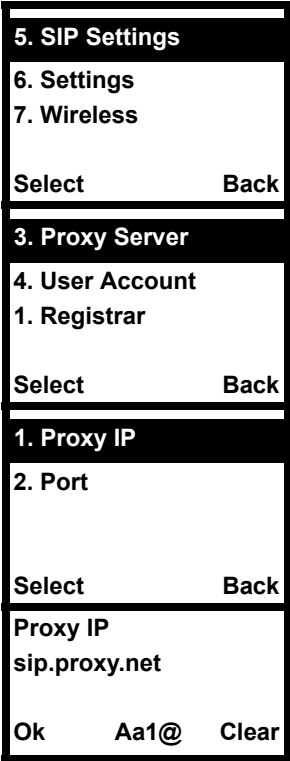 5. SIP Settings
6. Settings
7. Wireless
Select Back
3. Proxy Server
4. User Account
1. Registrar
Select Back
1. Proxy IP
2. Port
Select Back
Proxy IP
sip.proxy.net
Ok Aa1@ Clear